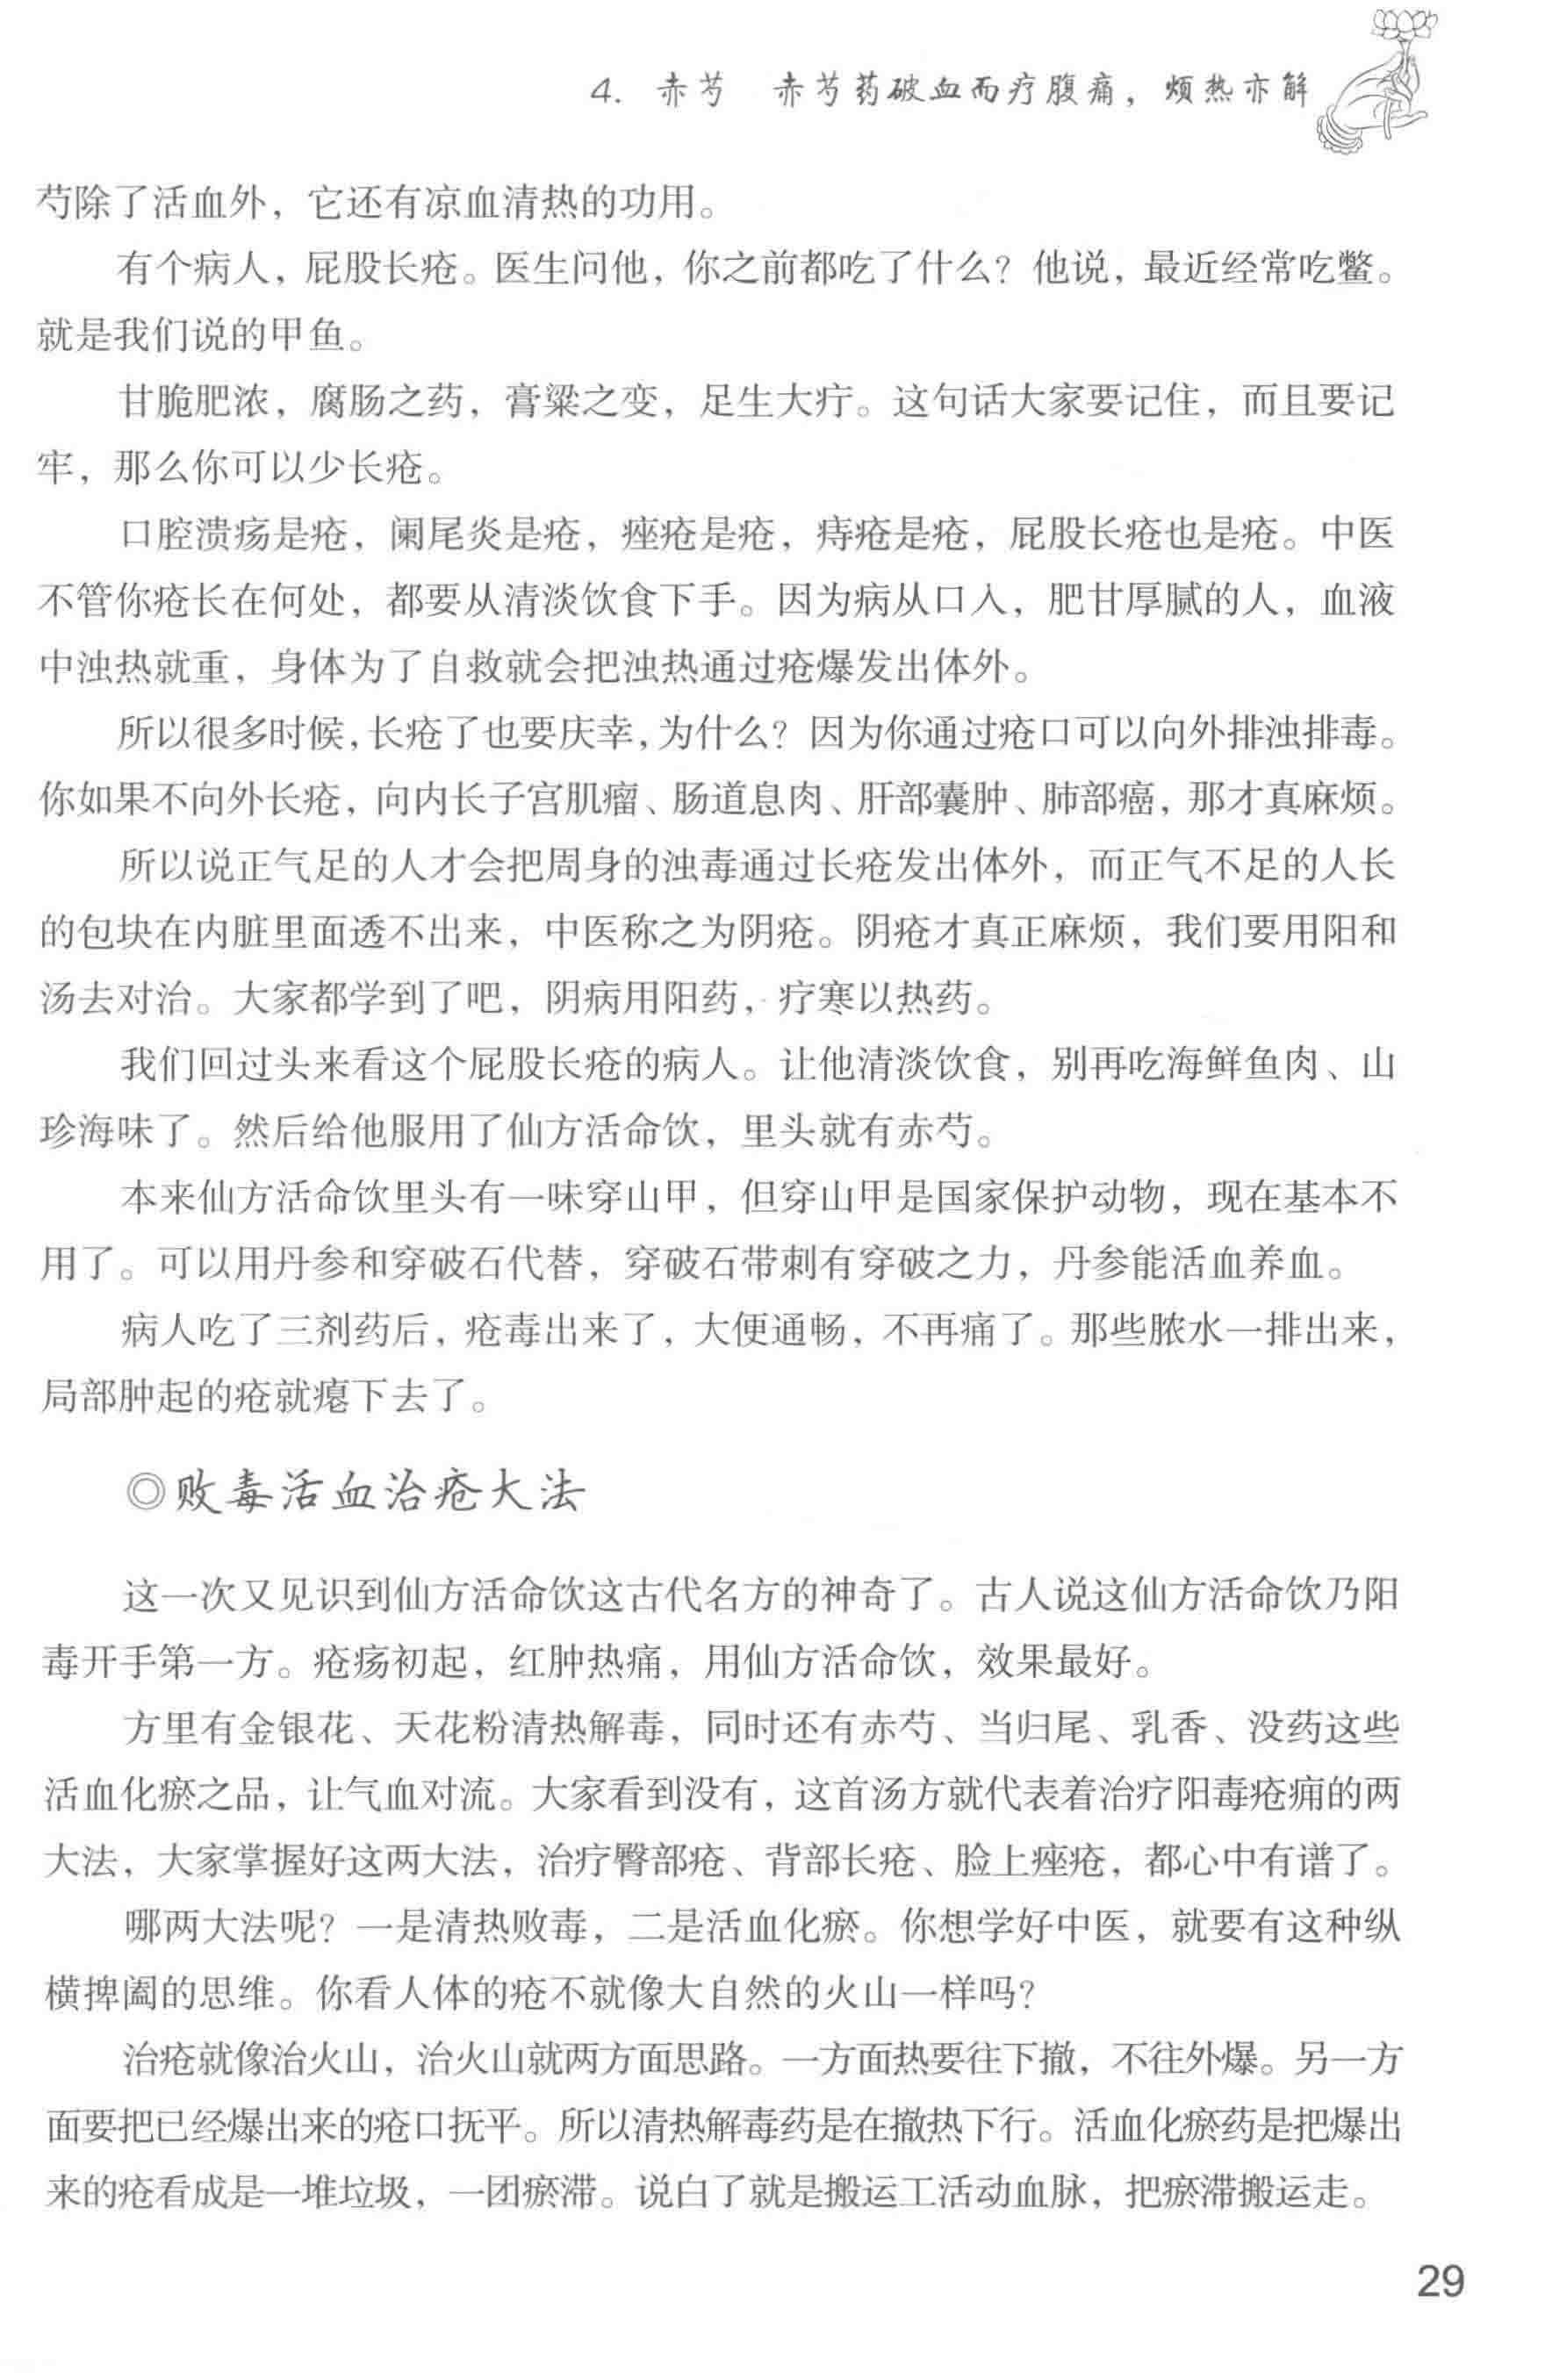 4. 赤芍 赤芍药破血而疗腹痛，烦热亦解
芍除了活血外，它还有凉血清热的功用。
有个病人，屁股长疮。医生问他，你之前都吃了什么？他说，最近经常吃鳖。
就是我们说的甲鱼。
甘脆肥浓，腐肠之药，膏粱之变，足生大疔。这句话大家要记住，而且要记
牢，那么你可以少长疮。
口腔溃疡是疮，阑尾炎是疮，痤疮是疮，痔疮是疮，屁股长疮也是疮。中医
不管你疮长在何处，都要从清淡饮食下手。因为病从口入，肥甘厚腻的人，血液
中浊热就重，身体为了自救就会把浊热通过疮爆发出体外。
所以很多时候，长疮了也要庆幸，为什么？因为你通过疮口可以向外排浊排毒。
你如果不向外长疮，向内长子宫肌瘤、肠道息肉、肝部囊肿、肺部癌，那才真麻烦。
所以说正气足的人才会把周身的浊毒通过长疮发出体外，而正气不足的人长
的包块在内脏里面透不出来，中医称之为阴疮。阴疮才真正麻烦，我们要用阳和
汤去对治。大家都学到了吧，阴病用阳药，疗寒以热药。
我们回过头来看这个屁股长疮的病人。让他清淡饮食，别再吃海鲜鱼肉、山
珍海味了。然后给他服用了仙方活命饮，里头就有赤芍。
本来仙方活命饮里头有一味穿山甲，但穿山甲是国家保护动物，现在基本不
用了。可以用丹参和穿破石代替，穿破石带刺有穿破之力，丹参能活血养血。
病人吃了三剂药后，疮毒出来了，大便通畅，不再痛了。那些脓水一排出来，
局部肿起的疮就瘪下去了。
◎败毒活血治疮大法
这一次又见识到仙方活命饮这古代名方的神奇了。古人说这仙方活命饮乃阳
毒开手第一方。疮疡初起，红肿热痛，用仙方活命饮，效果最好。
方里有金银花、天花粉清热解毒，同时还有赤芍、当归尾、乳香、没药这些
活血化瘀之品，让气血对流。大家看到没有，这首汤方就代表着治疗阳毒疮痈的两
大法，大家掌握好这两大法，治疗臀部疮、背部长疮、脸上痤疮，都心中有谱了。
哪两大法呢？一是清热败毒，二是活血化瘀。你想学好中医，就要有这种纵
横捭阖的思维。你看人体的疮不就像大自然的火山一样吗？
治疮就像治火山，治火山就两方面思路。一方面热要往下撤，不往外爆。另一方
面要把已经爆出来的疮口抚平。所以清热解毒药是在撤热下行。活血化瘀药是把爆出
来的疮看成是一堆垃圾，一团瘀滞。说白了就是搬运工活动血脉，把瘀滞搬运走。
29